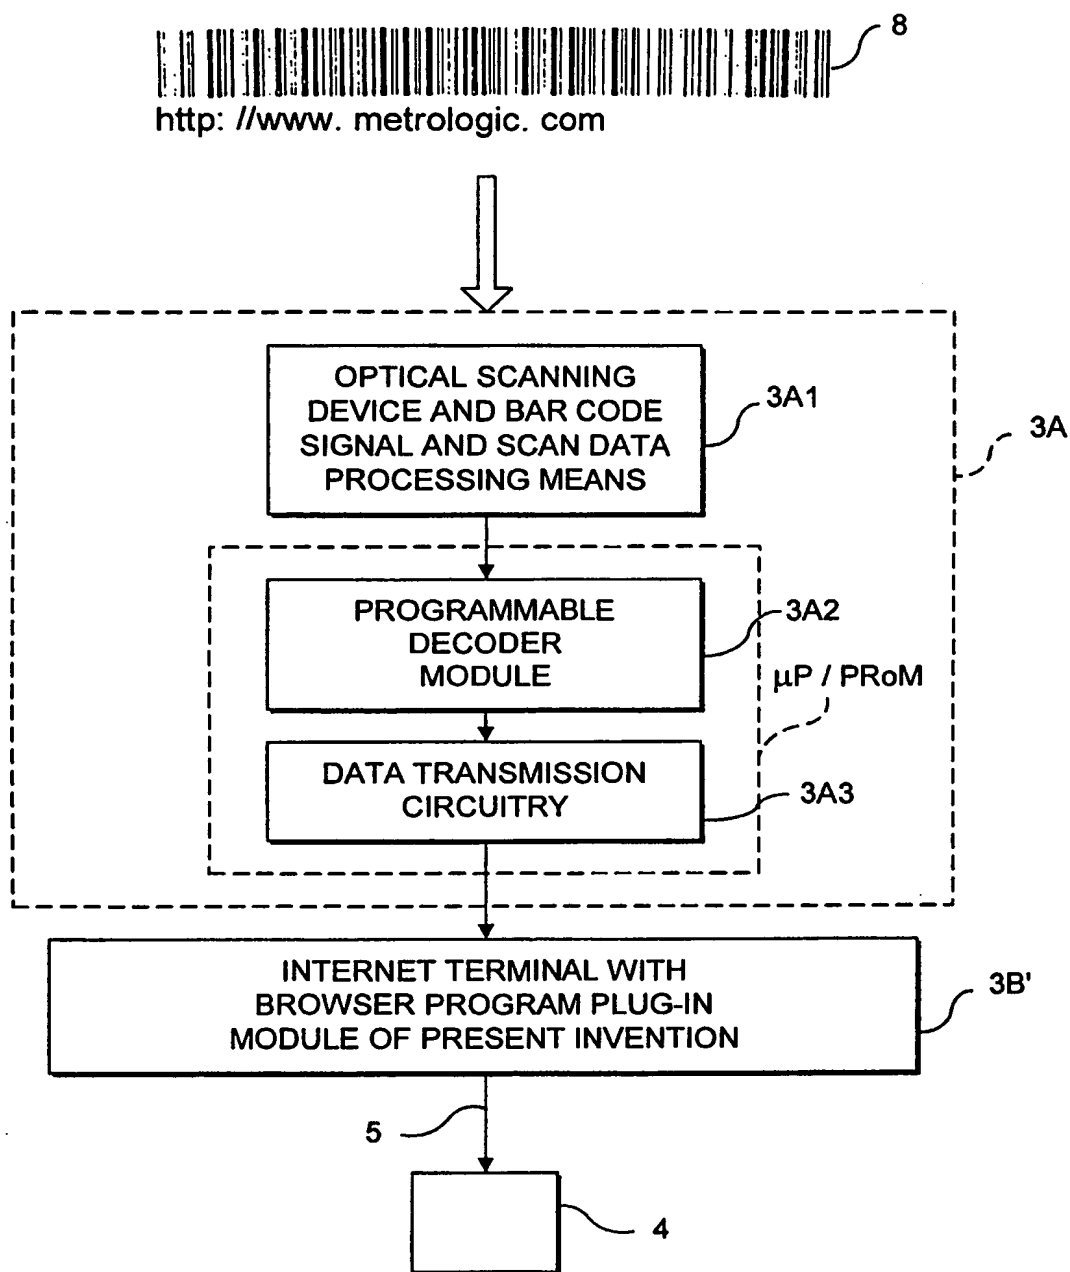 8
http: //www. metrologic. com
OPTICAL SCANNING
DEVICE AND BAR CODE
SIGNAL AND SCAN DATA
PROCESSING MEANS
3A1
3A
PROGRAMMABLE
DECODER
MODULE
3A2
µP / PRoM
DATA TRANSMISSION
CIRCUITRY
3A3
INTERNET TERMINAL WITH
BROWSER PROGRAM PLUG-IN
MODULE OF PRESENT INVENTION
3B'
5
4